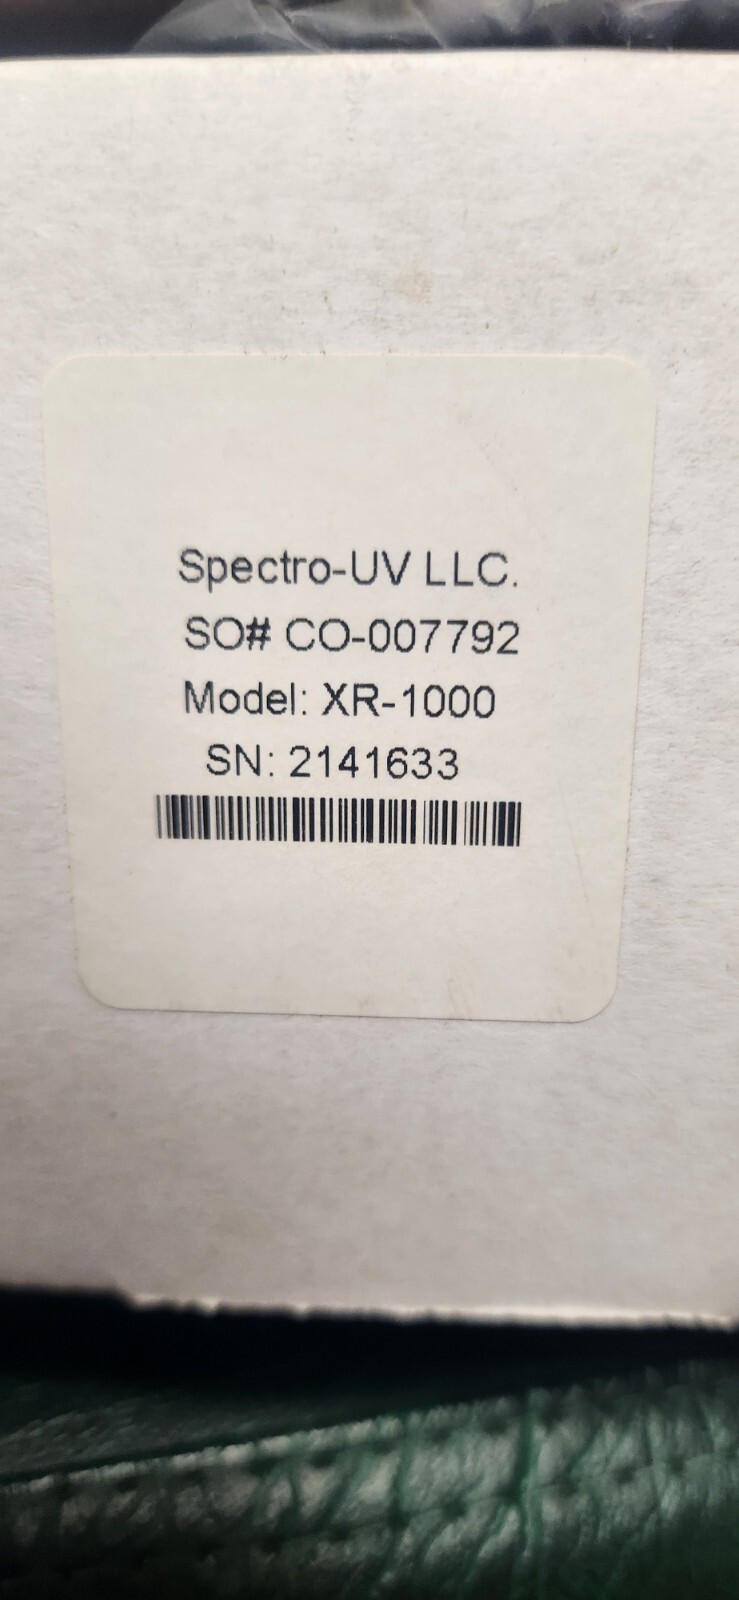 Spectro-UV LLC.
SO# CO-007792
Model: XR-1000
SN: 2141633